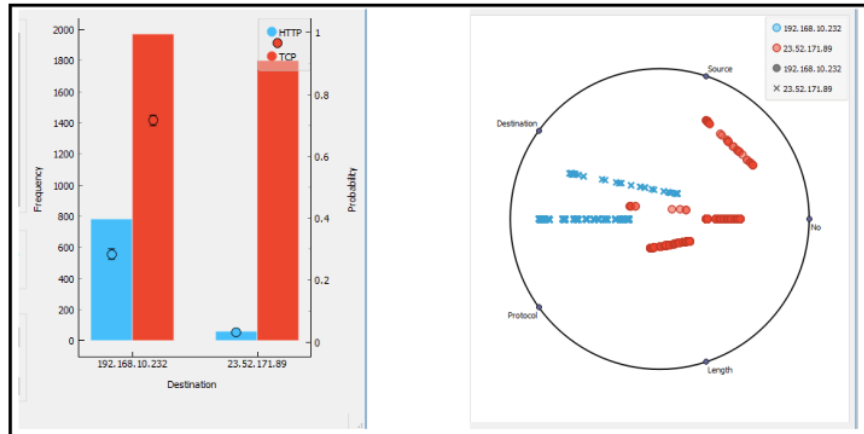 2000
1800
1600
1400
1200
1000
800
600
400
200
0
Frequency
HTTP
TCP
1
0.8
0.6
0.4
0.2
0
Probability
192.168.10.232
23.52.171.89
Destination
192.168.10.232
23.52.171.89
192.168.10.232
23.52.171.89
Source
Destination
No
Protocol
Length